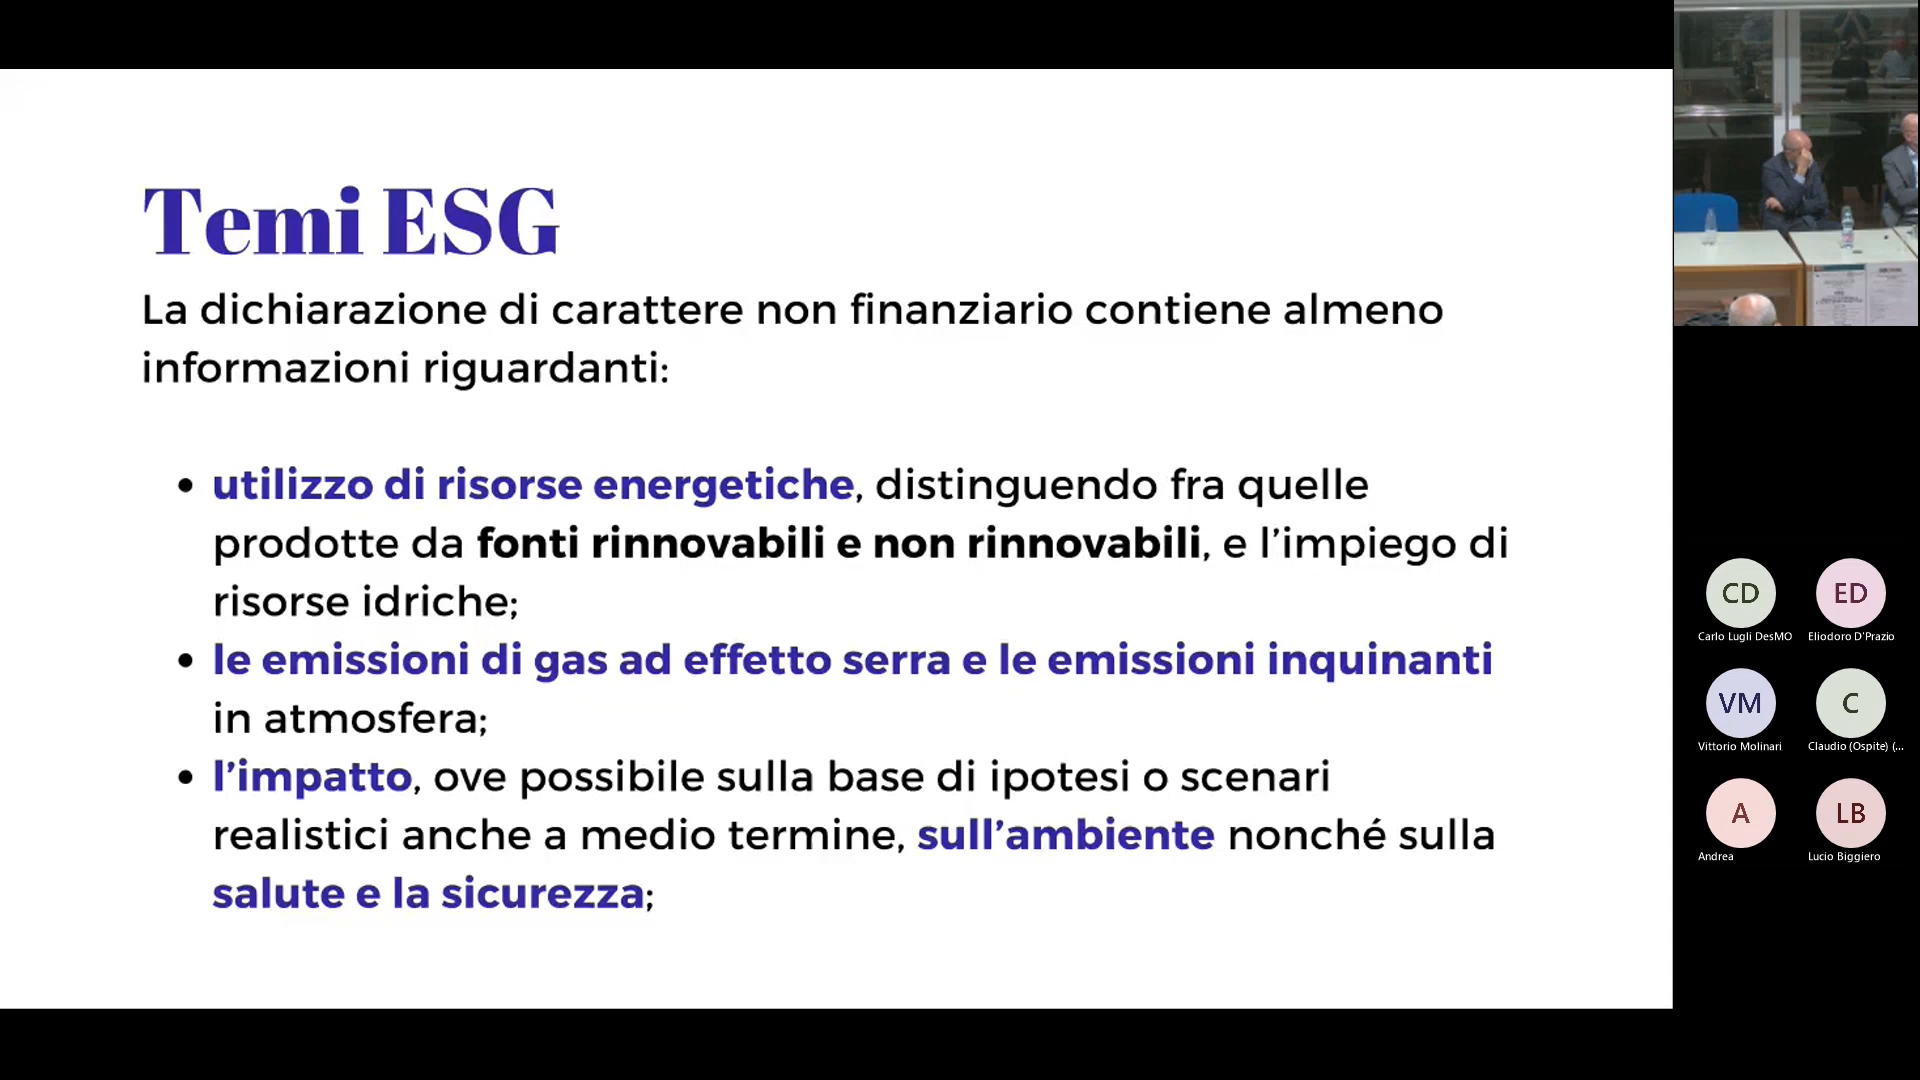 Temi ESG
La dichiarazione di carattere non finanziario contiene almeno
informazioni riguardanti:
• utilizzo di risorse energetiche, distinguendo fra quelle
prodotte da fonti rinnovabili e non rinnovabili, e l’impiego di
risorse idriche;
• le emissioni di gas ad effetto serra e le emissioni inquinanti
in atmosfera;
• l’impatto, ove possibile sulla base di ipotesi o scenari
realistici anche a medio termine, sull’ambiente nonché sulla
salute e la sicurezza;
CD
Carlo Lugli DesMO
ED
Eliodoro D'Prazio
VM
Vittorio Molinari
C
Claudio (Ospite) (...
A
Andrea
LB
Lucio Biggiero